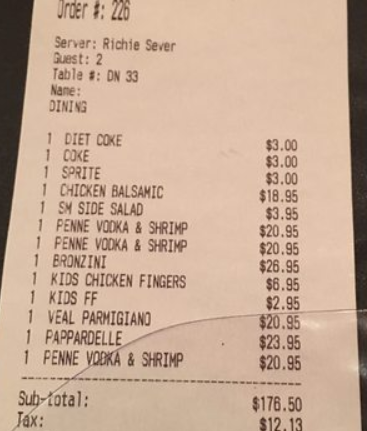 Order #: 226
Server: Richie Sever
Guest: 2
Table #: DN 33
Name:
DINING
1 DIET COKE $3.00
1 COKE $3.00
1 SPRITE $3.00
1 CHICKEN BALSAMIC $18.95
1 SM SIDE SALAD $3.95
1 PENNE VODKA & SHRIMP $20.95
1 PENNE VODKA & SHRIMP $20.95
1 BRONZINI $26.95
1 KIDS CHICKEN FINGERS $6.95
1 KIDS FF $2.95
1 VEAL PARMIGIANO $20.95
1 PAPPARDELLE $23.95
1 PENNE VODKA & SHRIMP $20.95
Sub-total: $176.50
Tax: $12.13